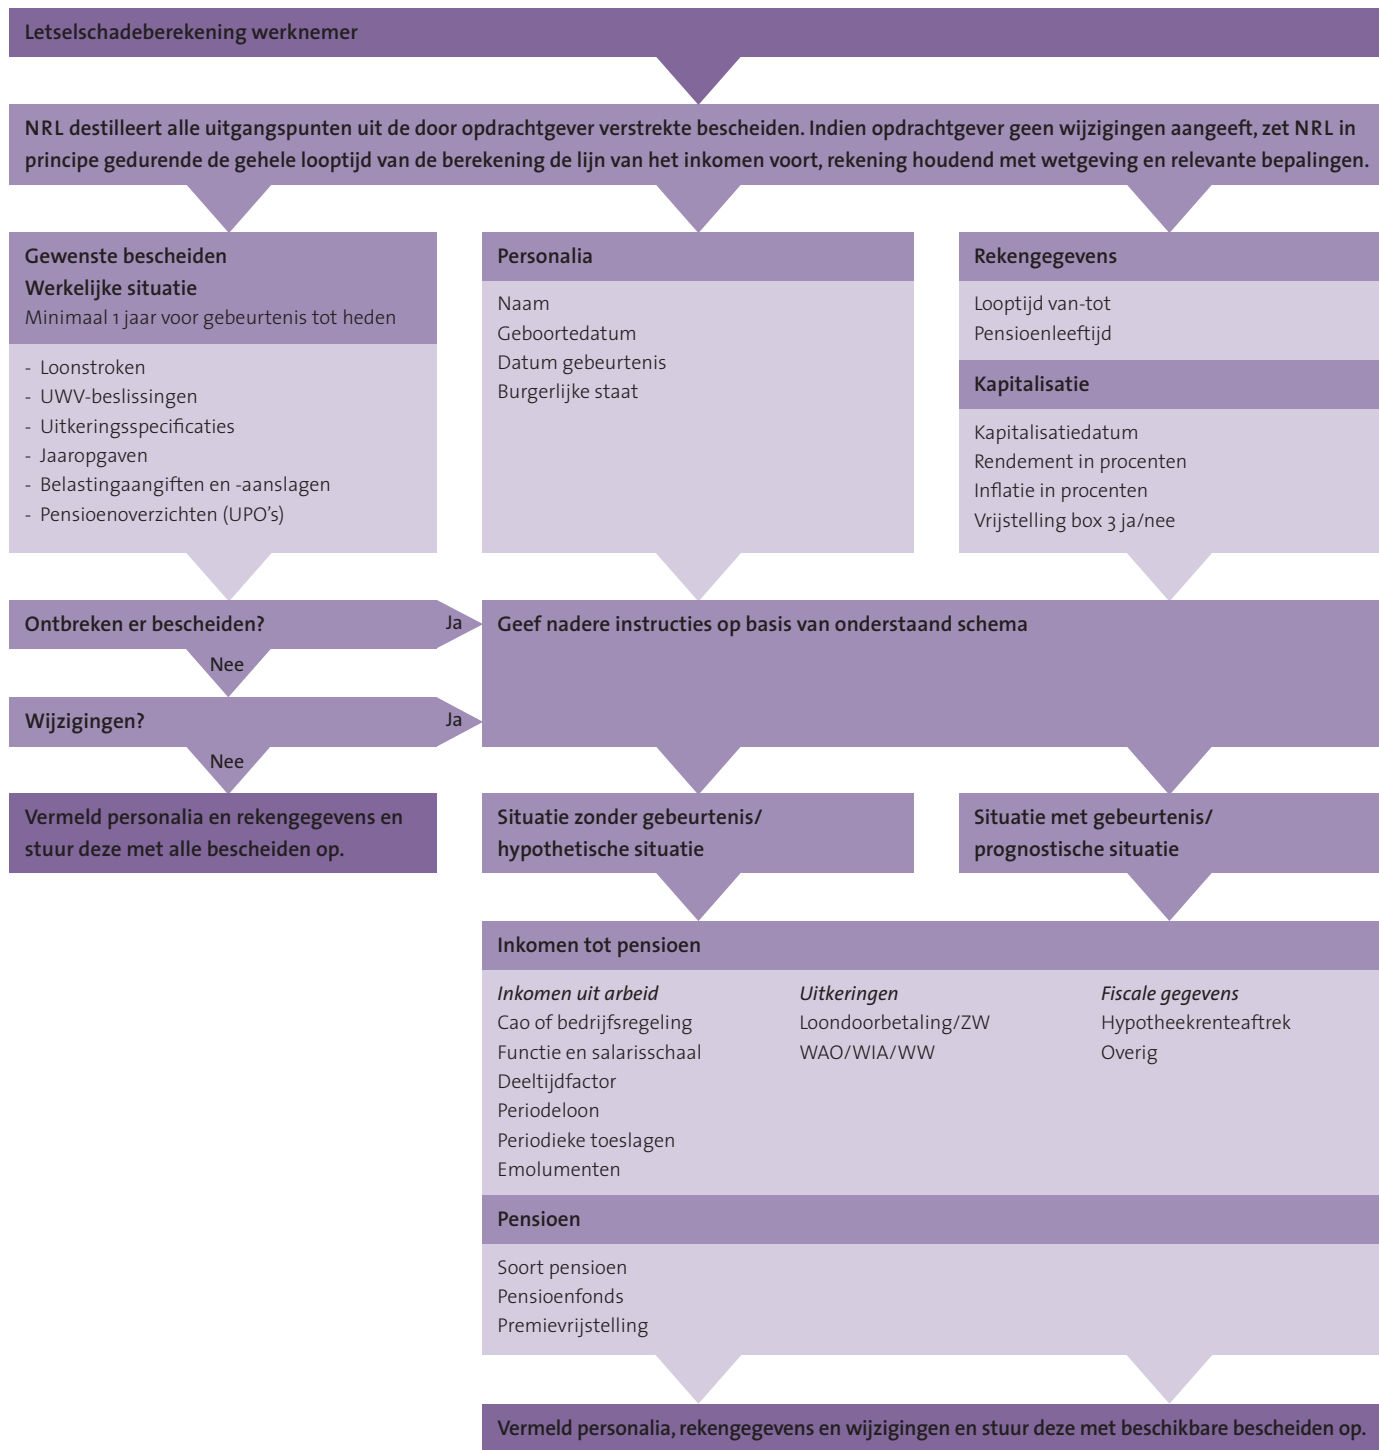 Letselschadeberekening werknemer
NRL destilleert alle uitgangspunten uit de door opdrachtgever verstrekte bescheiden. Indien opdrachtgever geen wijzigingen aangeeft, zet NRL in
principe gedurende de gehele looptijd van de berekening de lijn van het inkomen voort, rekening houdend met wetgeving en relevante bepalingen.
Gewenste bescheiden
Werkelijke situatie
Minimaal 1 jaar voor gebeurtenis tot heden
- Loonstroken
- UWV-beslissingen
- Uitkeringsspecificaties
- Jaaropgaven
- Belastingaangiften en -aanslagen
- Pensioenoverzichten (UPO's)
Personalia
Naam
Geboortedatum
Datum gebeurtenis
Burgerlijke staat
Rekengegevens
Looptijd van-tot
Pensioenleeftijd
Kapitalisatie
Kapitalisatiedatum
Rendement in procenten
Inflatie in procenten
Vrijstelling box 3 ja/nee
Ontbreken er bescheiden?
Ja
Nee
Wijzigingen?
Ja
Nee
Vermeld personalia en rekengegevens en
stuur deze met alle bescheiden op.
Geef nadere instructies op basis van onderstaand schema
Situatie zonder gebeurtenis/
hypothetische situatie
Situatie met gebeurtenis/
prognostische situatie
Inkomen tot pensioen
Inkomen uit arbeid
Cao of bedrijfsregeling
Functie en salarisschaal
Deeltijdfactor
Periodeloon
Periodieke toeslagen
Emolumenten
Uitkeringen
Loondoorbetaling/ZW
WAO/WIA/WW
Fiscale gegevens
Hypotheekrenteaftrek
Overig
Pensioen
Soort pensioen
Pensioenfonds
Premievrijstelling
Vermeld personalia, rekengegevens en wijzigingen en stuur deze met beschikbare bescheiden op.